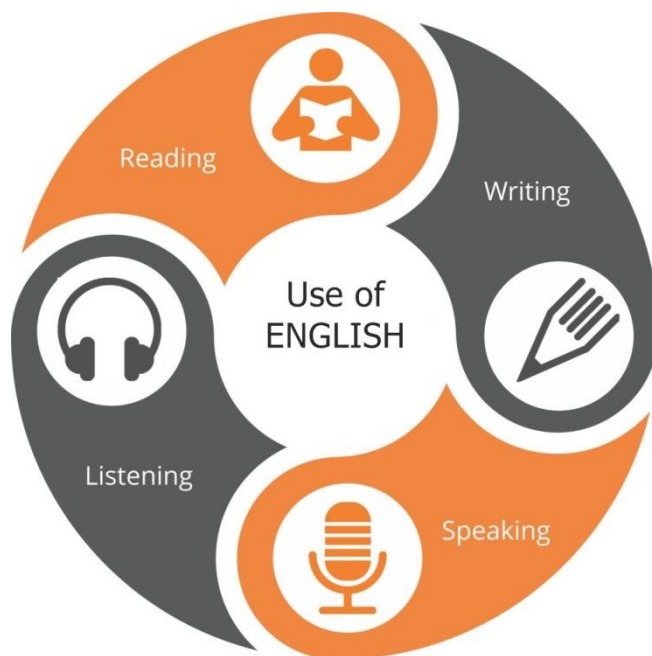 Reading
Writing
Use of
ENGLISH
Listening
Speaking